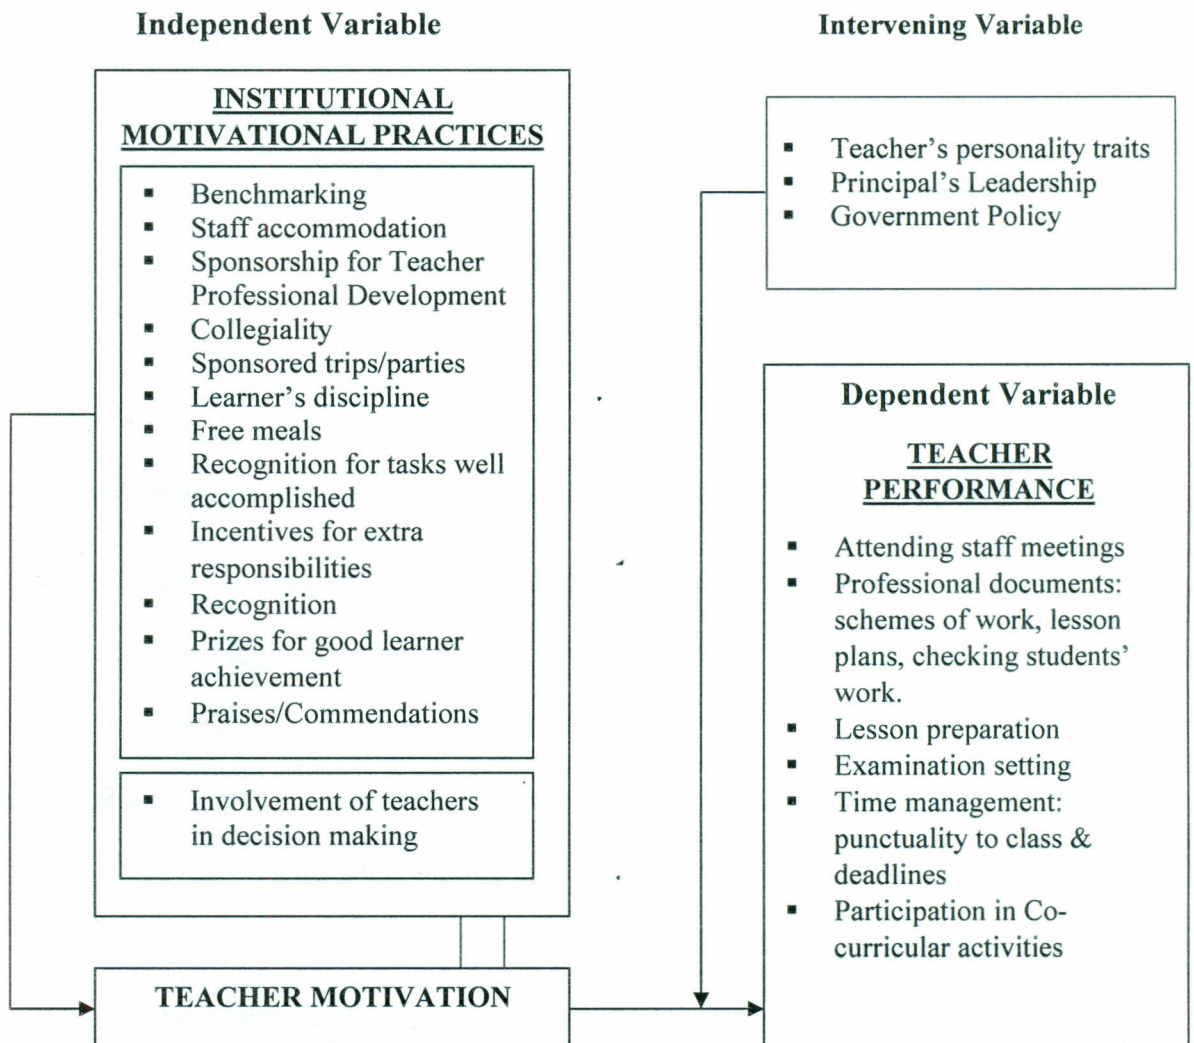 Independent Variable
INSTITUTIONAL
MOTIVATIONAL PRACTICES
▪ Benchmarking
▪ Staff accommodation
▪ Sponsorship for Teacher
Professional Development
▪ Collegiality
▪ Sponsored trips/parties
▪ Learner's discipline
▪ Free meals
▪ Recognition for tasks well
accomplished
▪ Incentives for extra
responsibilities
▪ Recognition
▪ Prizes for good learner
achievement
▪ Praises/Commendations
▪ Involvement of teachers
in decision making
TEACHER MOTIVATION
Intervening Variable
▪ Teacher's personality traits
▪ Principal's Leadership
▪ Government Policy
Dependent Variable
TEACHER
PERFORMANCE
▪ Attending staff meetings
▪ Professional documents:
schemes of work, lesson
plans, checking students'
work.
▪ Lesson preparation
▪ Examination setting
▪ Time management:
punctuality to class &
deadlines
▪ Participation in Co-
curricular activities